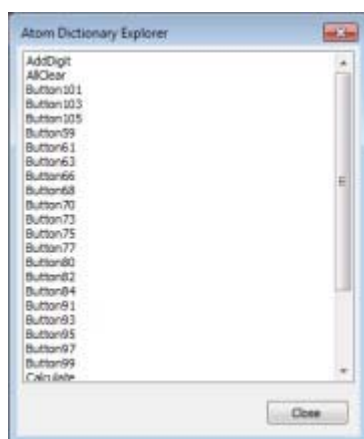 Atom Dictionary Explorer
AddDigit
AllClear
Button101
Button103
Button105
Button59
Button61
Button63
Button66
Button68
Button70
Button73
Button75
Button77
Button80
Button82
Button84
Button91
Button93
Button95
Button97
Button99
Calculate
Close